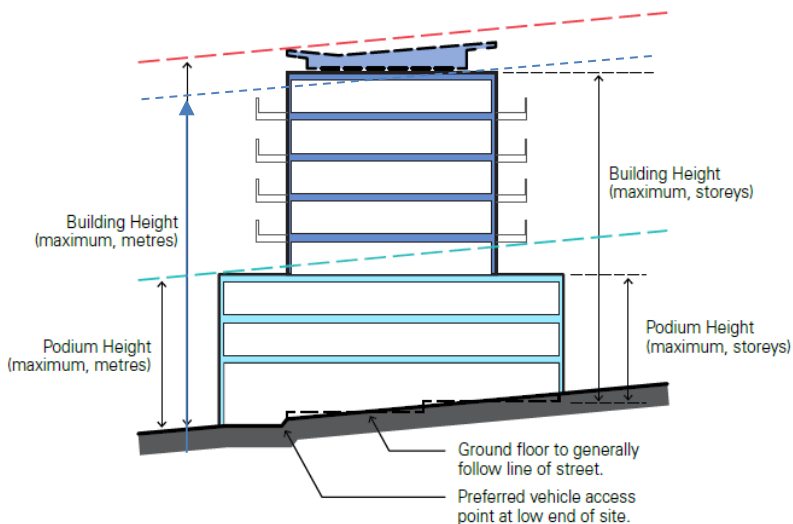 Building Height
(maximum, metres)
Building Height
(maximum, storeys)
Podium Height
(maximum, metres)
Podium Height
(maximum, storeys)
Ground floor to generally
follow line of street.
Preferred vehicle access
point at low end of site.